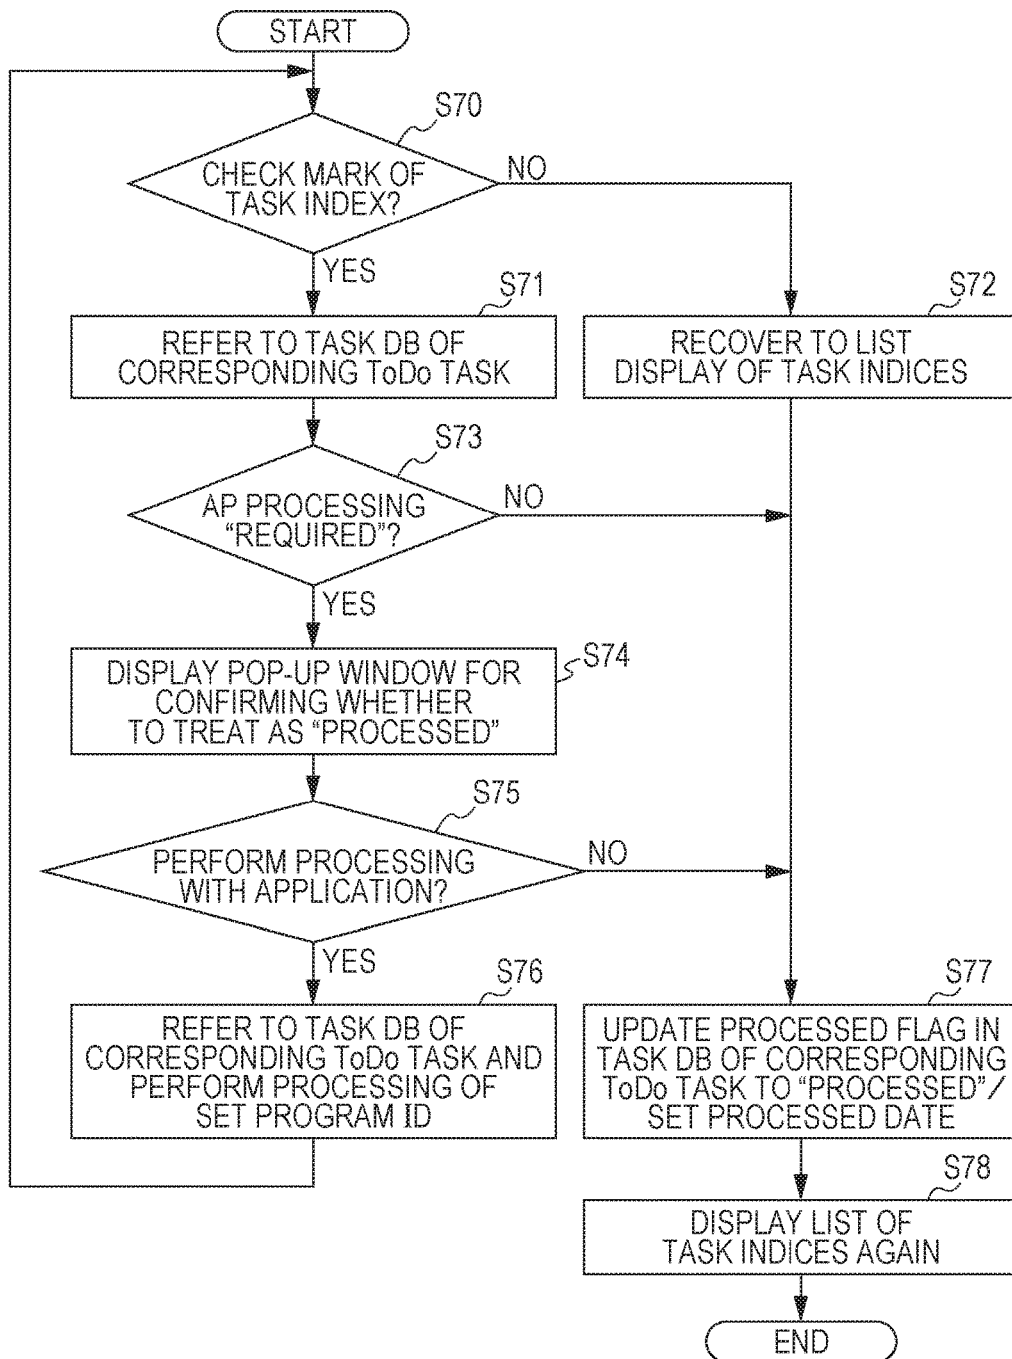 START
S70
CHECK MARK OF
TASK INDEX?
NO
YES
S71
REFER TO TASK DB OF
CORRESPONDING ToDo TASK
S72
RECOVER TO LIST
DISPLAY OF TASK INDICES
S73
AP PROCESSING
“REQUIRED”?
NO
YES
S74
DISPLAY POP-UP WINDOW FOR
CONFIRMING WHETHER
TO TREAT AS “PROCESSED”
S75
PERFORM PROCESSING
WITH APPLICATION?
NO
YES
S76
REFER TO TASK DB OF
CORRESPONDING ToDo TASK AND
PERFORM PROCESSING OF
SET PROGRAM ID
S77
UPDATE PROCESSED FLAG IN
TASK DB OF CORRESPONDING
ToDo TASK TO “PROCESSED”/
SET PROCESSED DATE
S78
DISPLAY LIST OF
TASK INDICES AGAIN
END